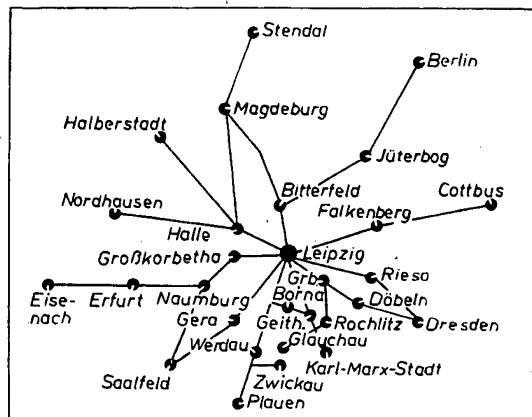 Stendal
Berlin
Magdeburg
Halberstadt
Jüterbog
Bitterfeld
Cottbus
Nordhausen
Falkenberg
Halle
Großkorbetha
Leipzig
Grb.
Riesa
Borna
Döbeln
Eise-
nach
Erfurt
Naumburg
Gera
Geith.
Rochlitz
Dresden
Werdau
Glauchau
Karl-Marx-Stadt
Saalfeld
Zwickau
Plauen